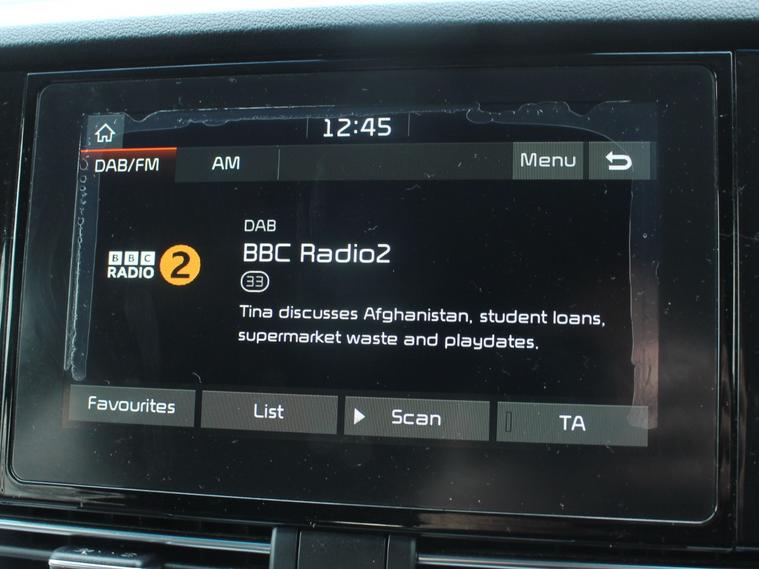 12:45
DAB/FM AM Menu
DAB
BBC RADIO 2
BBC Radio2
33
Tina discusses Afghanistan, student loans,
supermarket waste and playdates.
Favourites List Scan TA